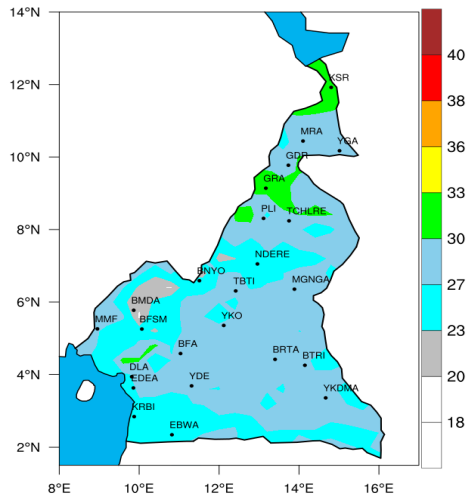 14°N
12°N
10°N
8°N
6°N
4°N
2°N
8°E 10°E 12°E 14°E 16°E
KSR
MRA
YGA
GDR
GRA
PLI TCHLRE
NDERE
BNYO
TBTI MGNGA
BMDA
MMF BFSM YKO
BFA
BRTA
BTRI
DLA
EDEA YDE
YKDMA
KRBI
EBWA
40
38
36
33
30
27
23
20
18